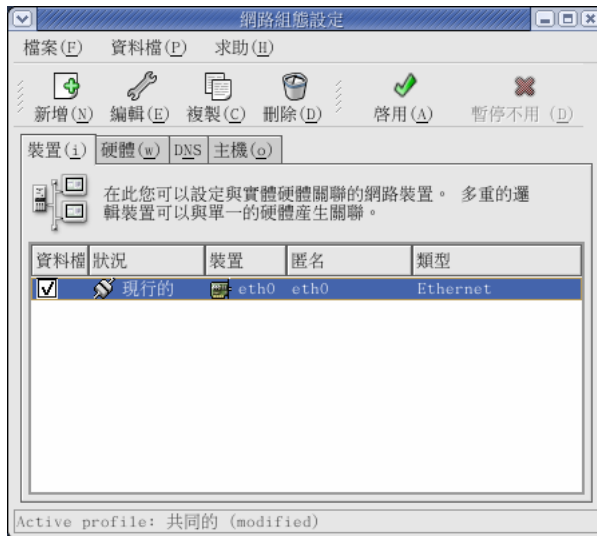 網路組態設定
檔案(F) 資料檔(P) 求助(H)
新增(N) 編輯(E) 複製(C) 刪除(D) 啓用(A) 暫停不用 (D)
裝置(i) 硬體(w) DNS 主機(o)
在此您可以設定與實體硬體關聯的網路裝置。 多重的邏
輯裝置可以與單一的硬體産生關聯。
資料檔 狀況 裝置 匿名 類型
現行的 eth0 eth0 Ethernet
Active profile: 共同的 (modified)